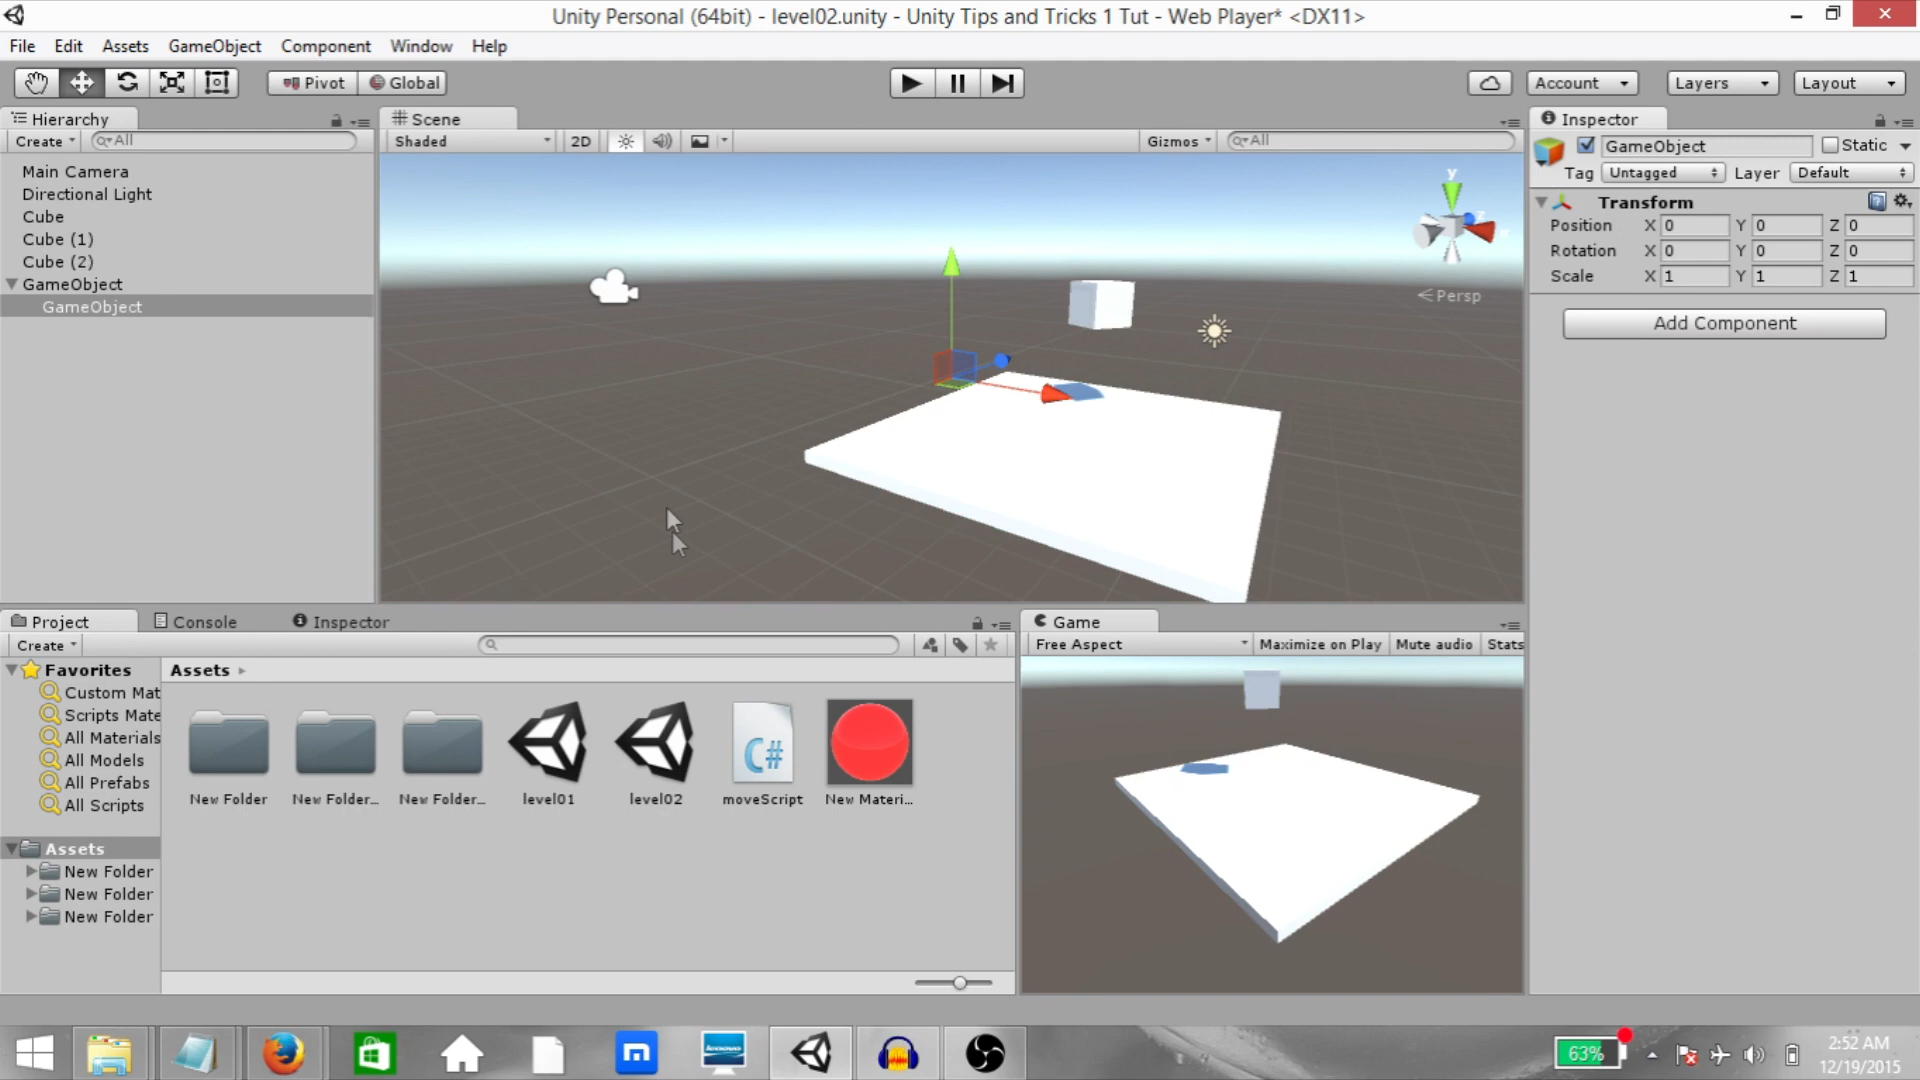 Unity Personal (64bit) - level02.unity - Unity Tips and Tricks 1 Tut - Web Player* <DX11>
File Edit Assets GameObject Component Window Help
Pivot Global Account Layers Layout
Hierarchy
Create All
Main Camera
Directional Light
Cube
Cube (1)
Cube (2)
GameObject
GameObject
Scene
Shaded 2D Gizmos All
y
Persp
Inspector
GameObject Static
Tag Untagged Layer Default
Transform
Position X 0 Y 0 Z 0
Rotation X 0 Y 0 Z 0
Scale X 1 Y 1 Z 1
Add Component
Project Console Inspector
Create
Favorites
Custom Mat
Scripts Mate
All Materials
All Models
All Prefabs
All Scripts
Assets
New Folder
New Folder
New Folder
Assets
C#
New Folder New Folder... New Folder... level01 level02 moveScript New Materi...
Game
Free Aspect Maximize on Play Mute audio Stats
63%
2:52 AM
12/19/2015